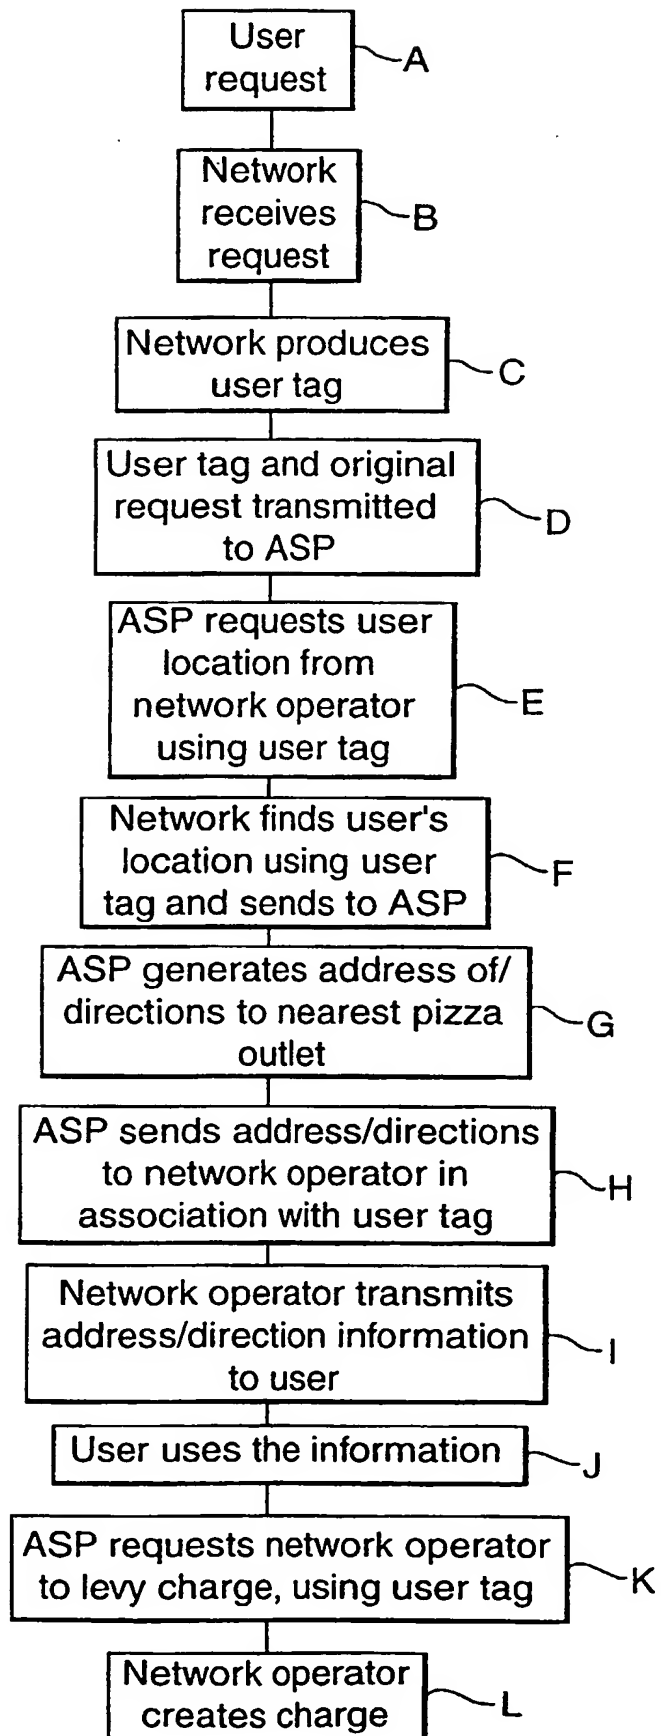 User
request
A
Network
receives
request
B
Network produces
user tag
C
User tag and original
request transmitted
to ASP
D
ASP requests user
location from
network operator
using user tag
E
Network finds user's
location using user
tag and sends to ASP
F
ASP generates address of/
directions to nearest pizza
outlet
G
ASP sends address/directions
to network operator in
association with user tag
H
Network operator transmits
address/direction information
to user
I
User uses the information
J
ASP requests network operator
to levy charge, using user tag
K
Network operator
creates charge
L